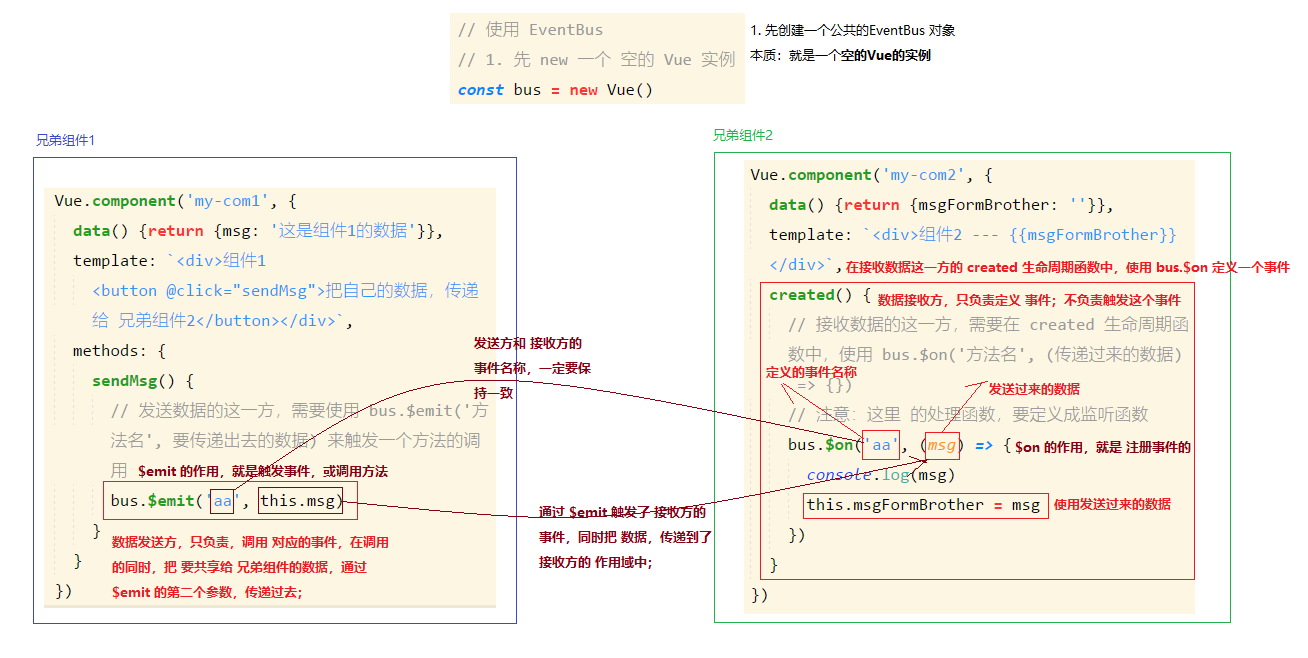 // 使用 EventBus
// 1. 先 new 一个 空的 Vue 实例
const bus = new Vue()
1. 先创建一个公共的EventBus 对象
本质：就是一个空的Vue的实例
兄弟组件1
Vue.component('my-com1', {
data() {return {msg: '这是组件1的数据'}},
template: `<div>组件1
<button @click="sendMsg">把自己的数据，传递
给 兄弟组件2</button></div>`,
methods: {
sendMsg() {
// 发送数据的这一方，需要使用 bus.$emit('方
法名', 要传递出去的数据) 来触发一个方法的调
用
$emit 的作用，就是触发事件，或调用方法
bus.$emit('aa', this.msg)
}
数据发送方，只负责，调用 对应的事件，在调用
的同时，把 要共享给 兄弟组件的数据，通过
$emit 的第二个参数，传递过去；
}
})
发送方和 接收方的
事件名称，一定要保
持一致
通过 $emit 触发了 接收方的
事件，同时把 数据，传递到了
接收方的 作用域中；
兄弟组件2
Vue.component('my-com2', {
data() {return {msgFormBrother: ''}},
template: `<div>组件2 --- {{msgFormBrother}}
</div>`,
在接收数据这一方的 created 生命周期函数中，使用 bus.$on 定义一个事件
created() {
数据接收方，只负责定义 事件；不负责触发这个事件
// 接收数据的这一方，需要在 created 生命周期函
数中，使用 bus.$on('方法名', (传递过来的数据)
=> {})
定义的事件名称
发送过来的数据
// 注意：这里 的处理函数，要定义成监听函数
bus.$on('aa', (msg) => {
$on 的作用，就是 注册事件的
console.log(msg)
this.msgFormBrother = msg
使用发送过来的数据
})
}
})